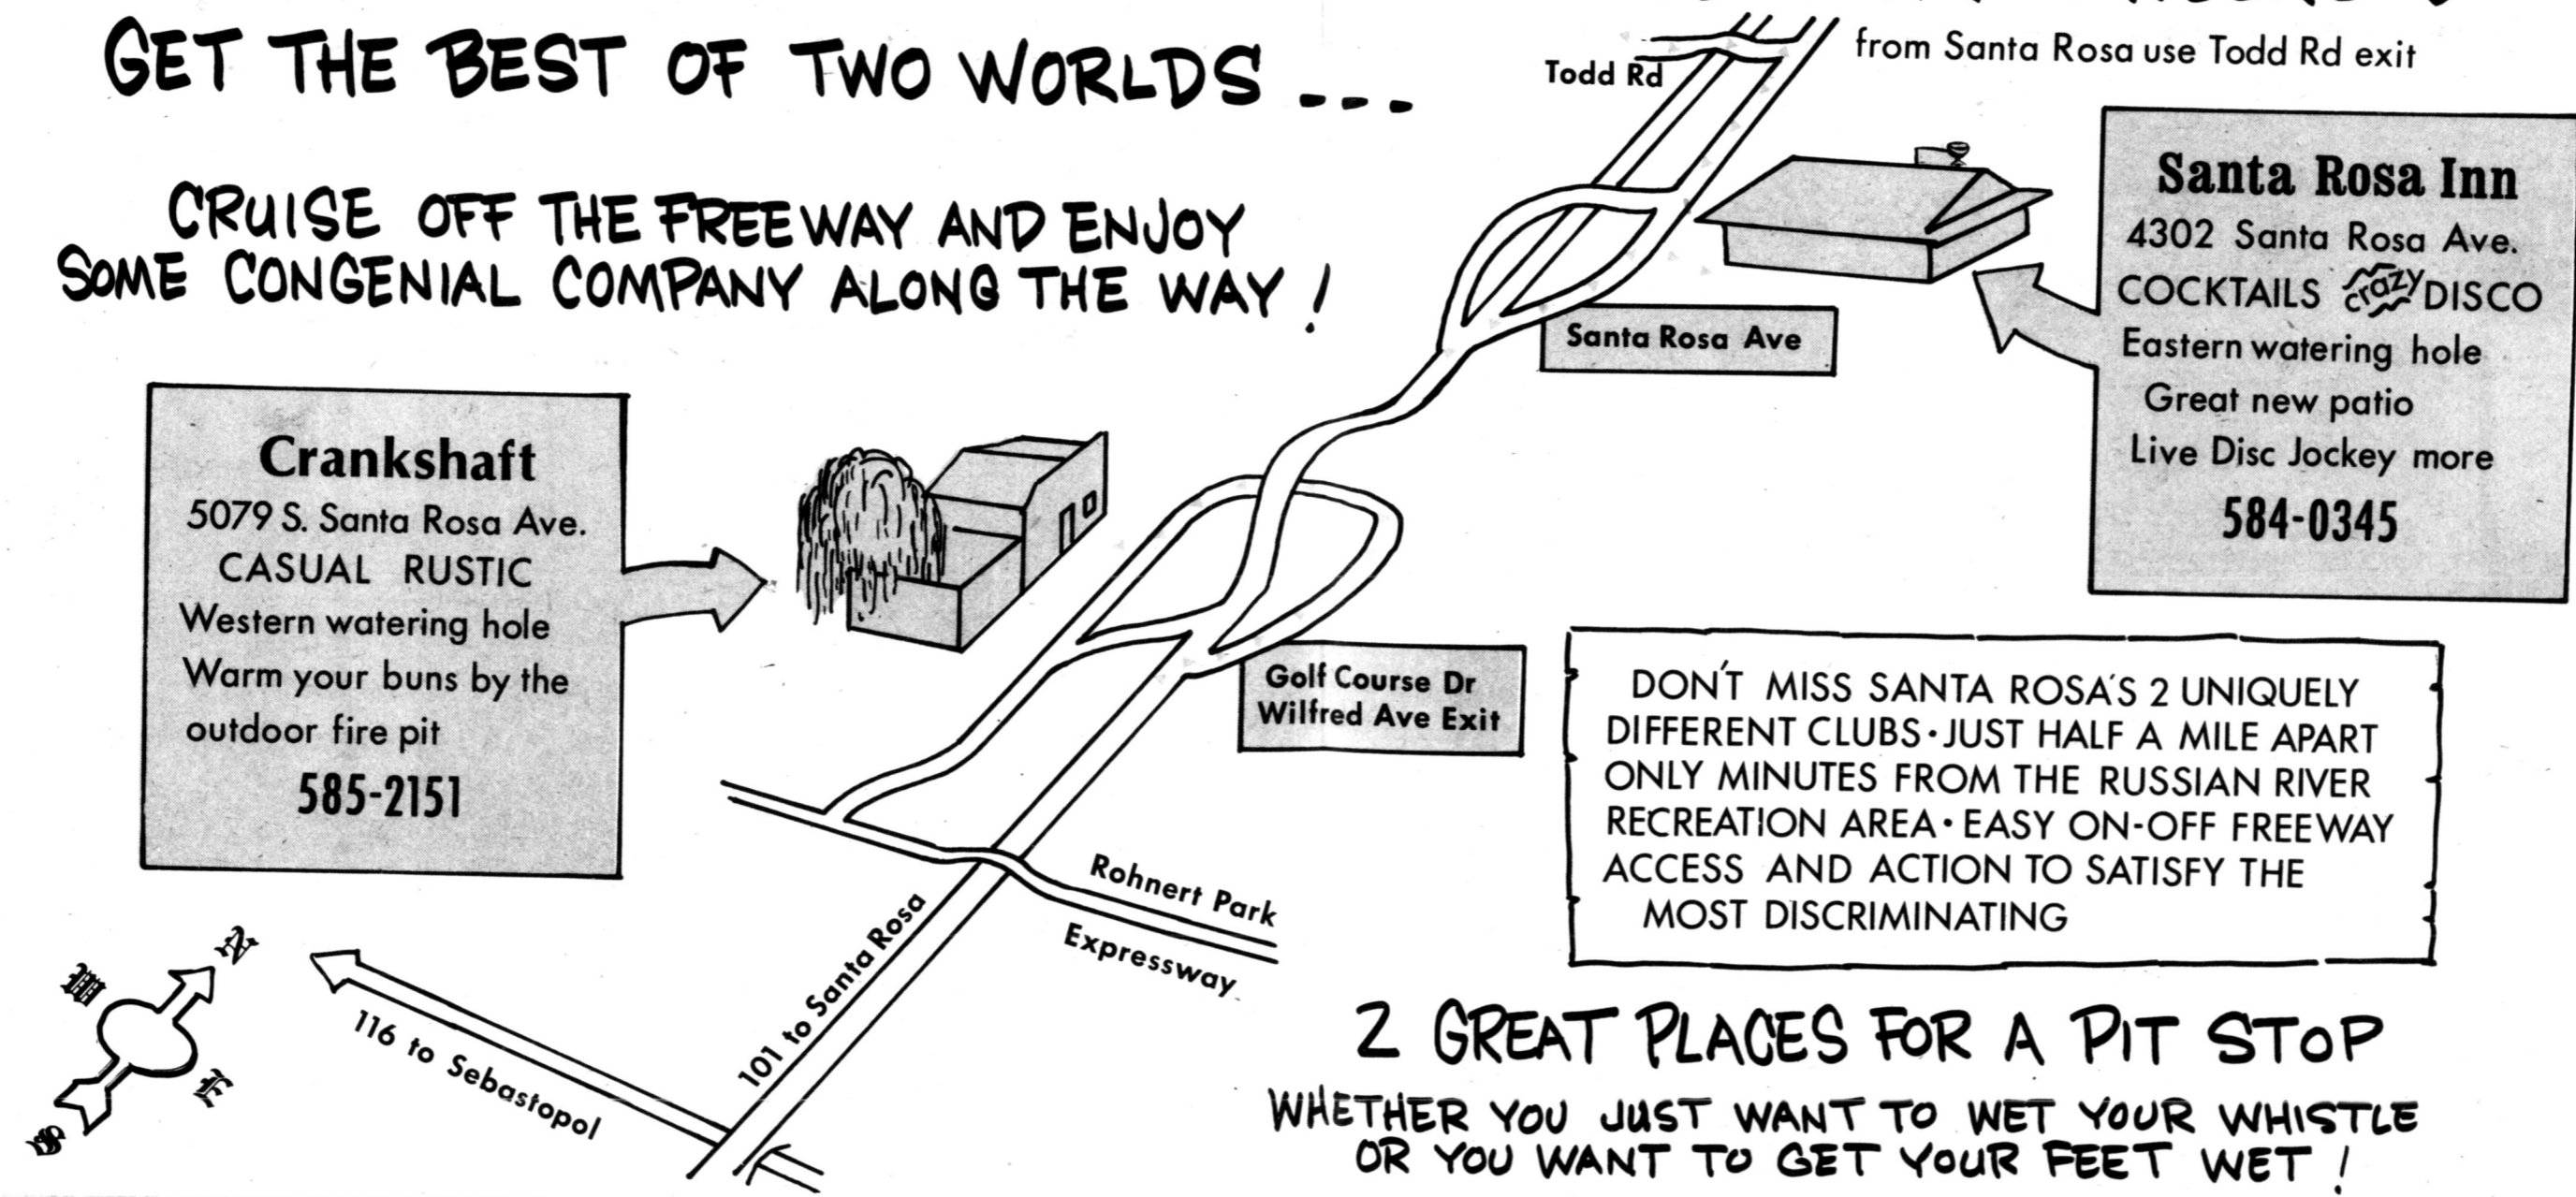 GET THE BEST OF TWO WORLDS ...
CRUISE OFF THE FREEWAY AND ENJOY
SOME CONGENIAL COMPANY ALONG THE WAY !
Todd Rd
from Santa Rosa use Todd Rd exit
Santa Rosa Inn
4302 Santa Rosa Ave.
COCKTAILS crazy DISCO
Eastern watering hole
Great new patio
Live Disc Jockey more
584-0345
Santa Rosa Ave
Crankshaft
5079 S. Santa Rosa Ave.
CASUAL RUSTIC
Western watering hole
Warm your buns by the
outdoor fire pit
585-2151
Golf Course Dr
Wilfred Ave Exit
DON'T MISS SANTA ROSA'S 2 UNIQUELY
DIFFERENT CLUBS • JUST HALF A MILE APART
ONLY MINUTES FROM THE RUSSIAN RIVER
RECREATION AREA • EASY ON-OFF FREEWAY
ACCESS AND ACTION TO SATISFY THE
MOST DISCRIMINATING
Rohnert Park
Expressway
101 to Santa Rosa
116 to Sebastopol
N
W
E
S
2 GREAT PLACES FOR A PIT STOP
WHETHER YOU JUST WANT TO WET YOUR WHISTLE
OR YOU WANT TO GET YOUR FEET WET !